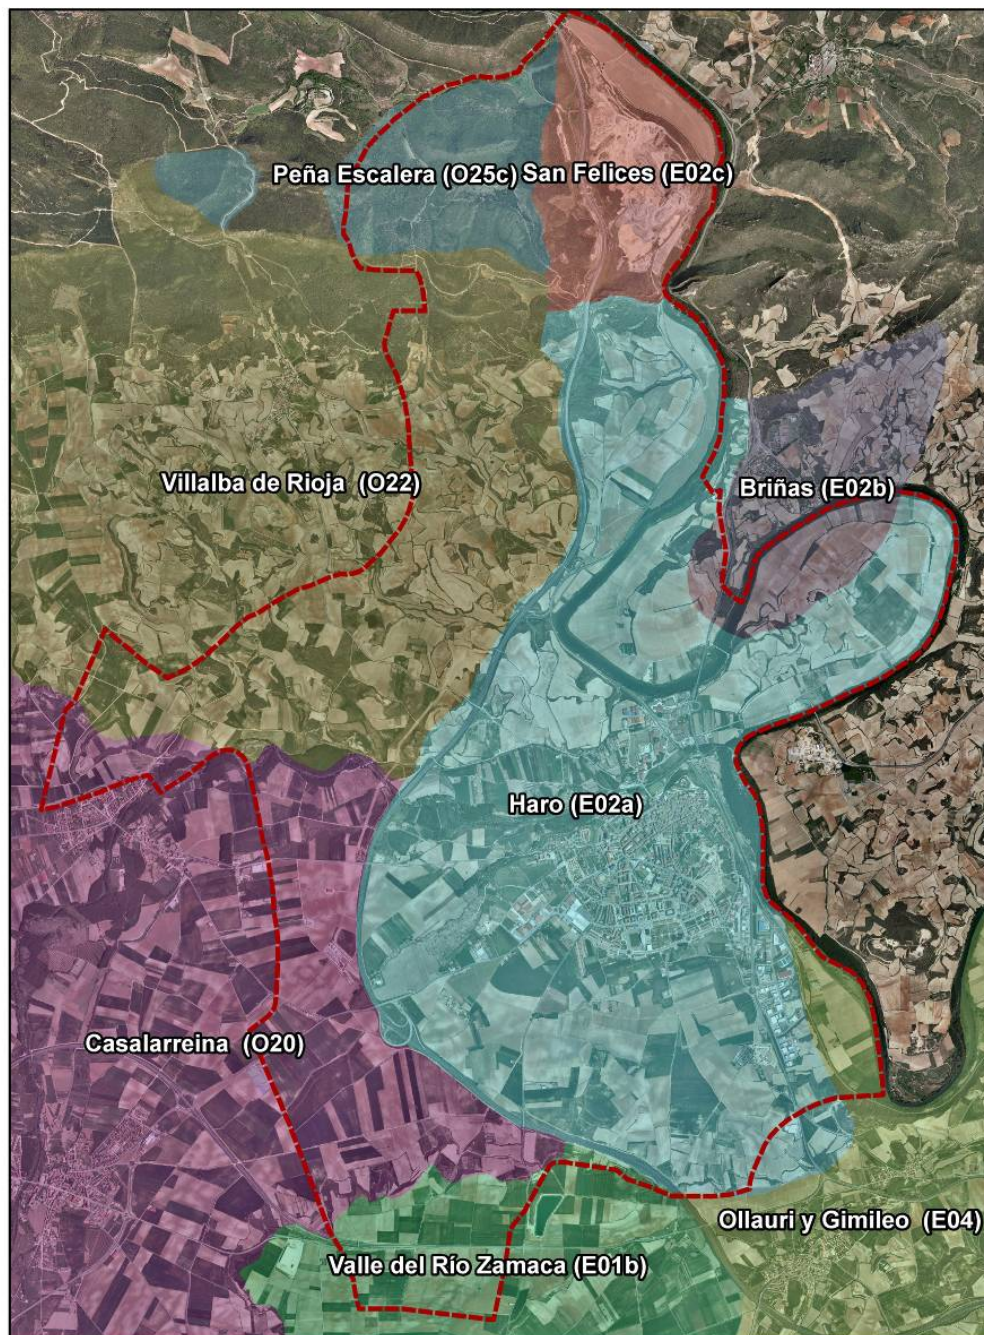 Peña Escalera (O25c)
San Felices (E02c)
Villalba de Rioja (O22)
Briñas (E02b)
Haro (E02a)
Casalarreina (O20)
Ollauri y Gimileo (E04)
Valle del Río Zamaca (E01b)